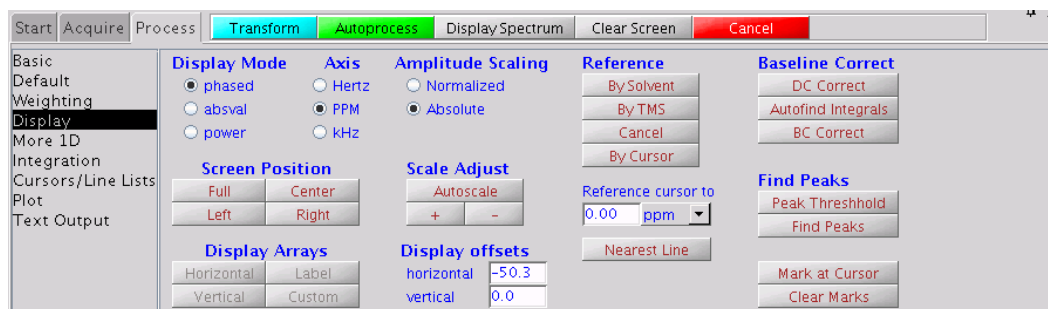 Start Acquire Process Transform Autoprocess Display Spectrum Clear Screen Cancel
Basic
Default
Weighting
Display
More 1D
Integration
Cursors/Line Lists
Plot
Text Output
Display Mode
phased
absval
power
Axis
Hertz
PPM
kHz
Screen Position
Full Center
Left Right
Display Arrays
Horizontal Label
Vertical Custom
Amplitude Scaling
Normalized
Absolute
Scale Adjust
Autoscale
+ -
Display offsets
horizontal -50.3
vertical 0.0
Reference
By Solvent
By TMS
Cancel
By Cursor
Reference cursor to
0.00 ppm
Nearest Line
Baseline Correct
DC Correct
Autofind Integrals
BC Correct
Find Peaks
Peak Threshhold
Find Peaks
Mark at Cursor
Clear Marks